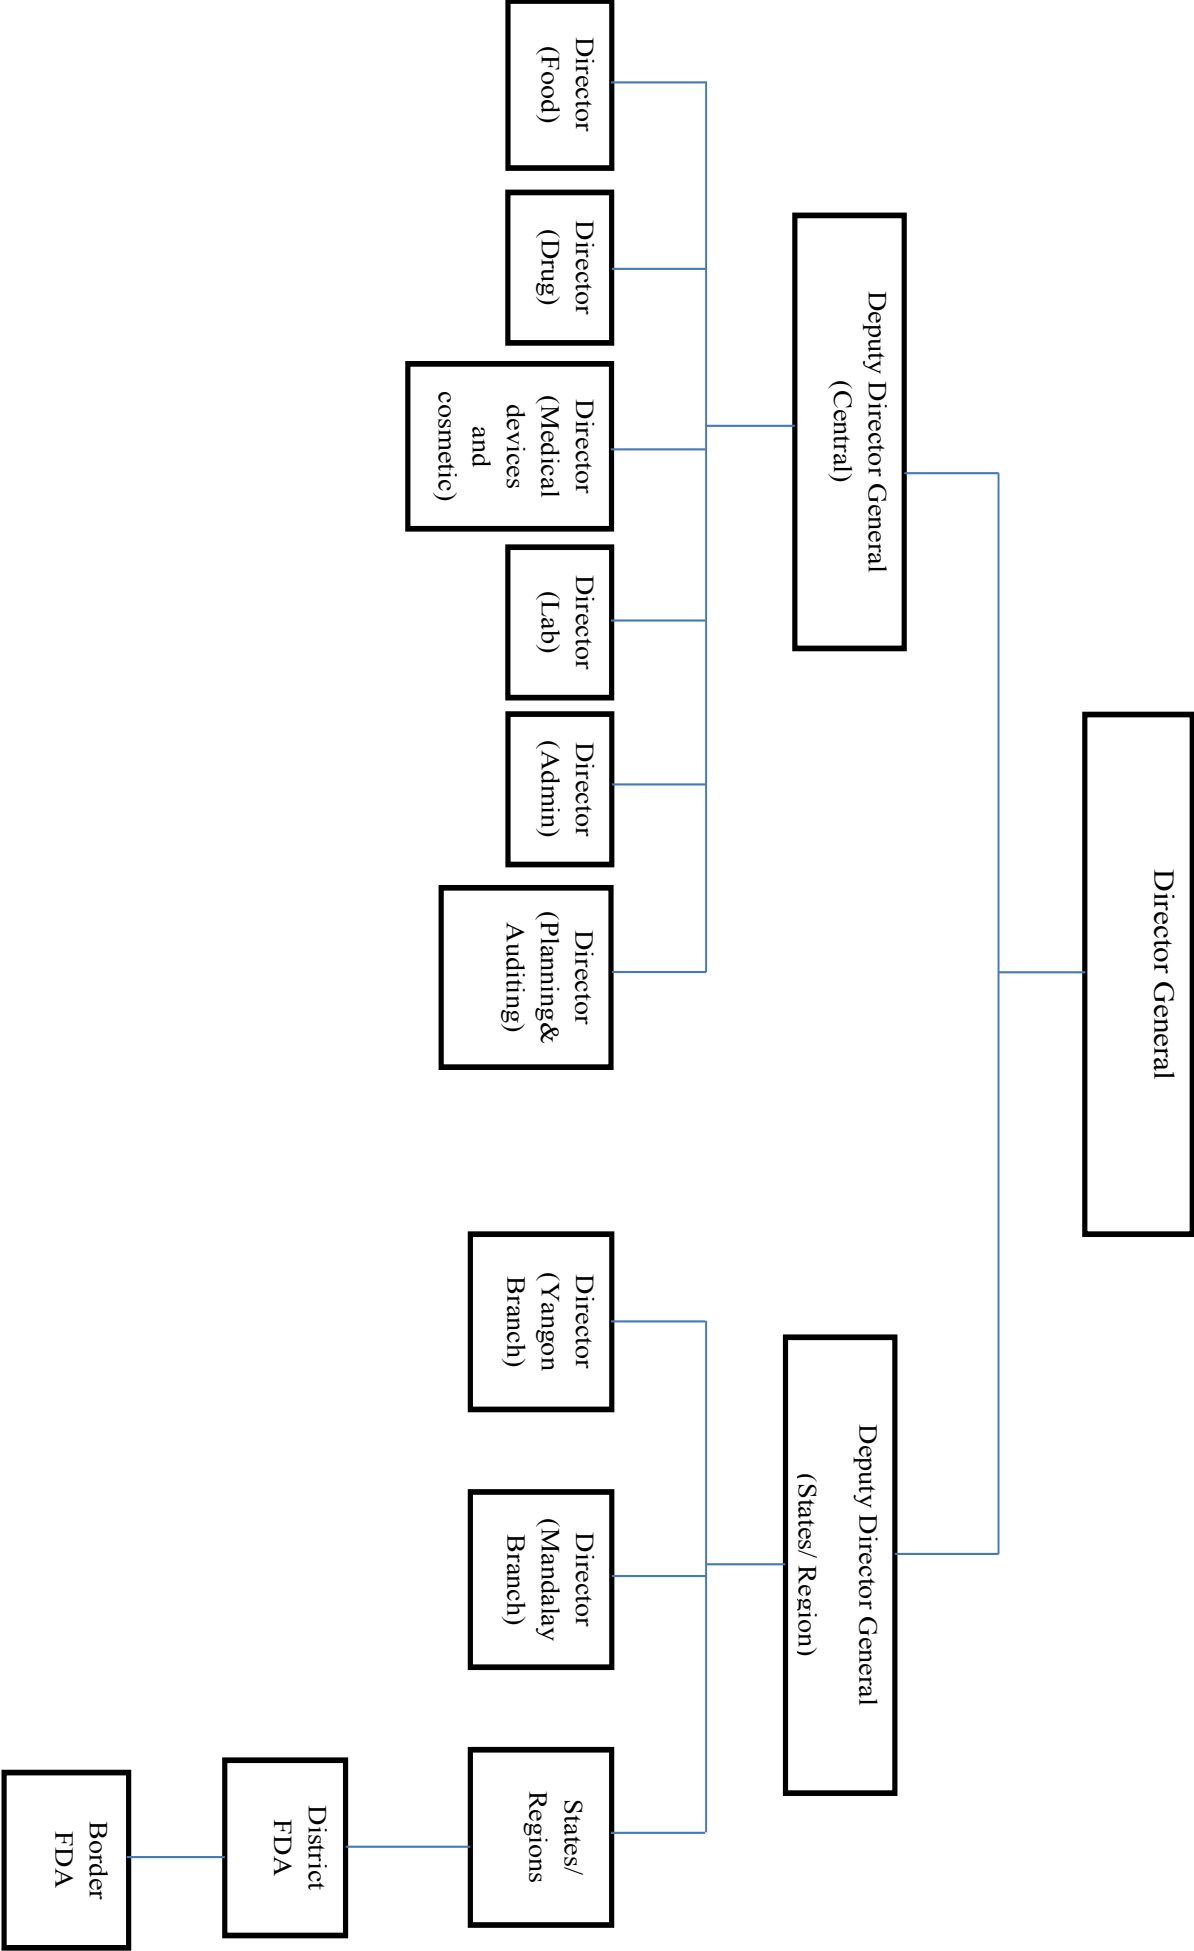 Director General
Deputy Director General
(Central)
Deputy Director General
(States/ Region)
Director
(Food)
Director
(Drug)
Director
(Medical
devices
and
cosmetic)
Director
(Lab)
Director
(Admin)
Director
(Planning&
Auditing)
Director
(Yangon
Branch)
Director
(Mandalay
Branch)
States/
Regions
District
FDA
Border
FDA